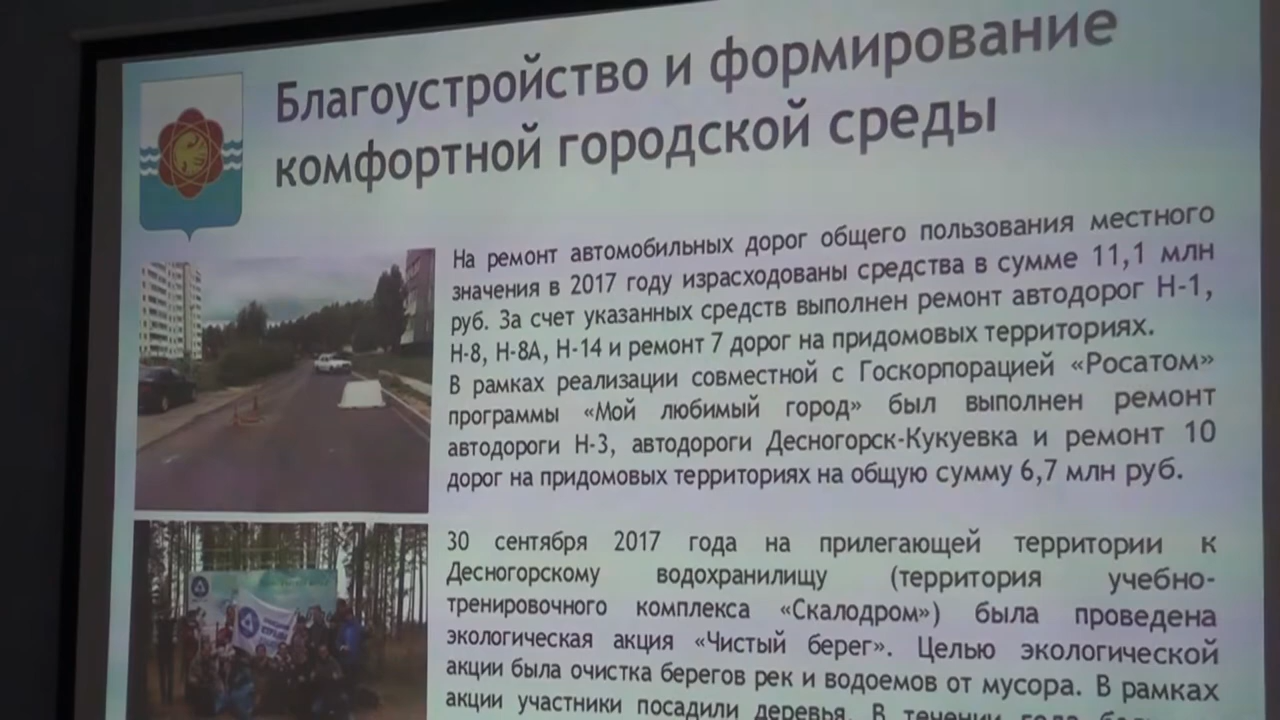 Благоустройство и формирование
комфортной городской среды
На ремонт автомобильных дорог общего пользования местного
значения в 2017 году израсходованы средства в сумме 11,1 млн
руб. За счет указанных средств выполнен ремонт автодорог Н-1,
Н-8, Н-8А, Н-14 и ремонт 7 дорог на придомовых территориях.
В рамках реализации совместной с Госкорпорацией «Росатом»
программы «Мой любимый город» был выполнен ремонт
автодороги Н-3, автодороги Десногорск-Кукуевка и ремонт 10
дорог на придомовых территориях на общую сумму 6,7 млн руб.
30 сентября 2017 года на прилегающей территории к
Десногорскому водохранилищу (территория учебно-
тренировочного комплекса «Скалодром») была проведена
экологическая акция «Чистый берег». Целью экологической
акции была очистка берегов рек и водоемов от мусора. В рамках
акции участники посадили деревья. В течении года